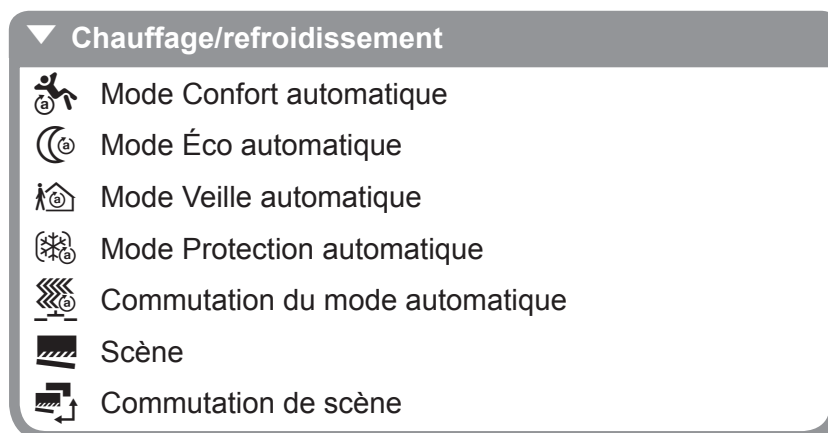 Chauffage/refroidissement
Mode Confort automatique
Mode Éco automatique
Mode Veille automatique
Mode Protection automatique
Commutation du mode automatique
Scène
Commutation de scène